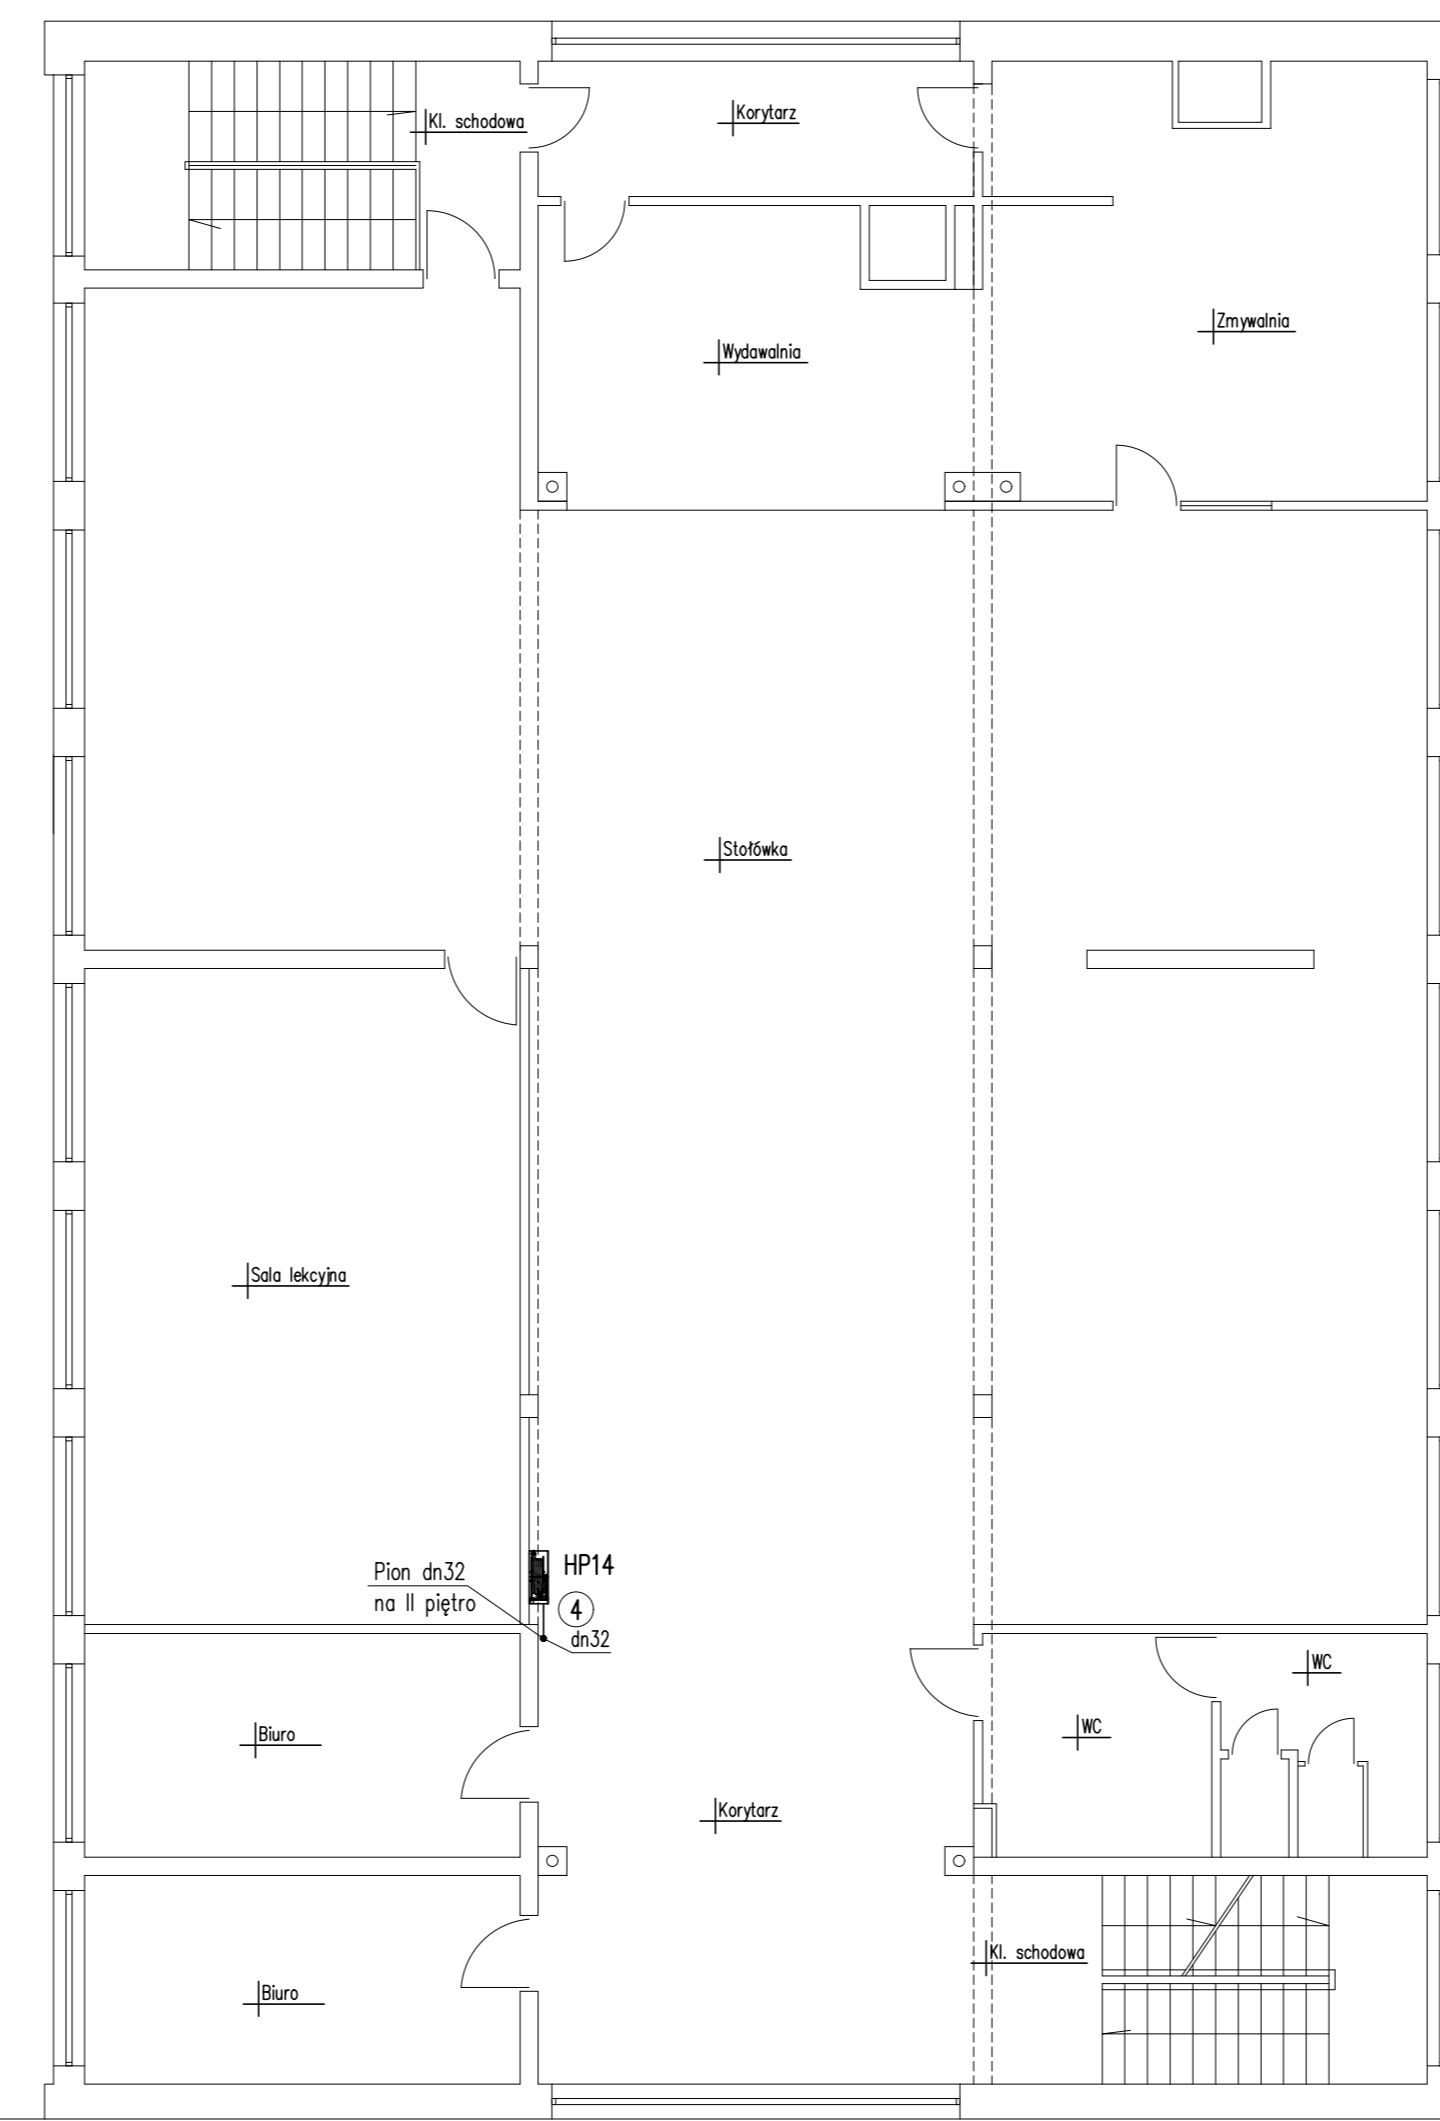 Korytarz
Kl. schodowa
Zmywalnia
Wydawalnia
Stołówka
Sala lekcyjna
HP14
Pion dn32
na II piętro
4
dn32
WC
WC
Biuro
Korytarz
Kl. schodowa
Biuro